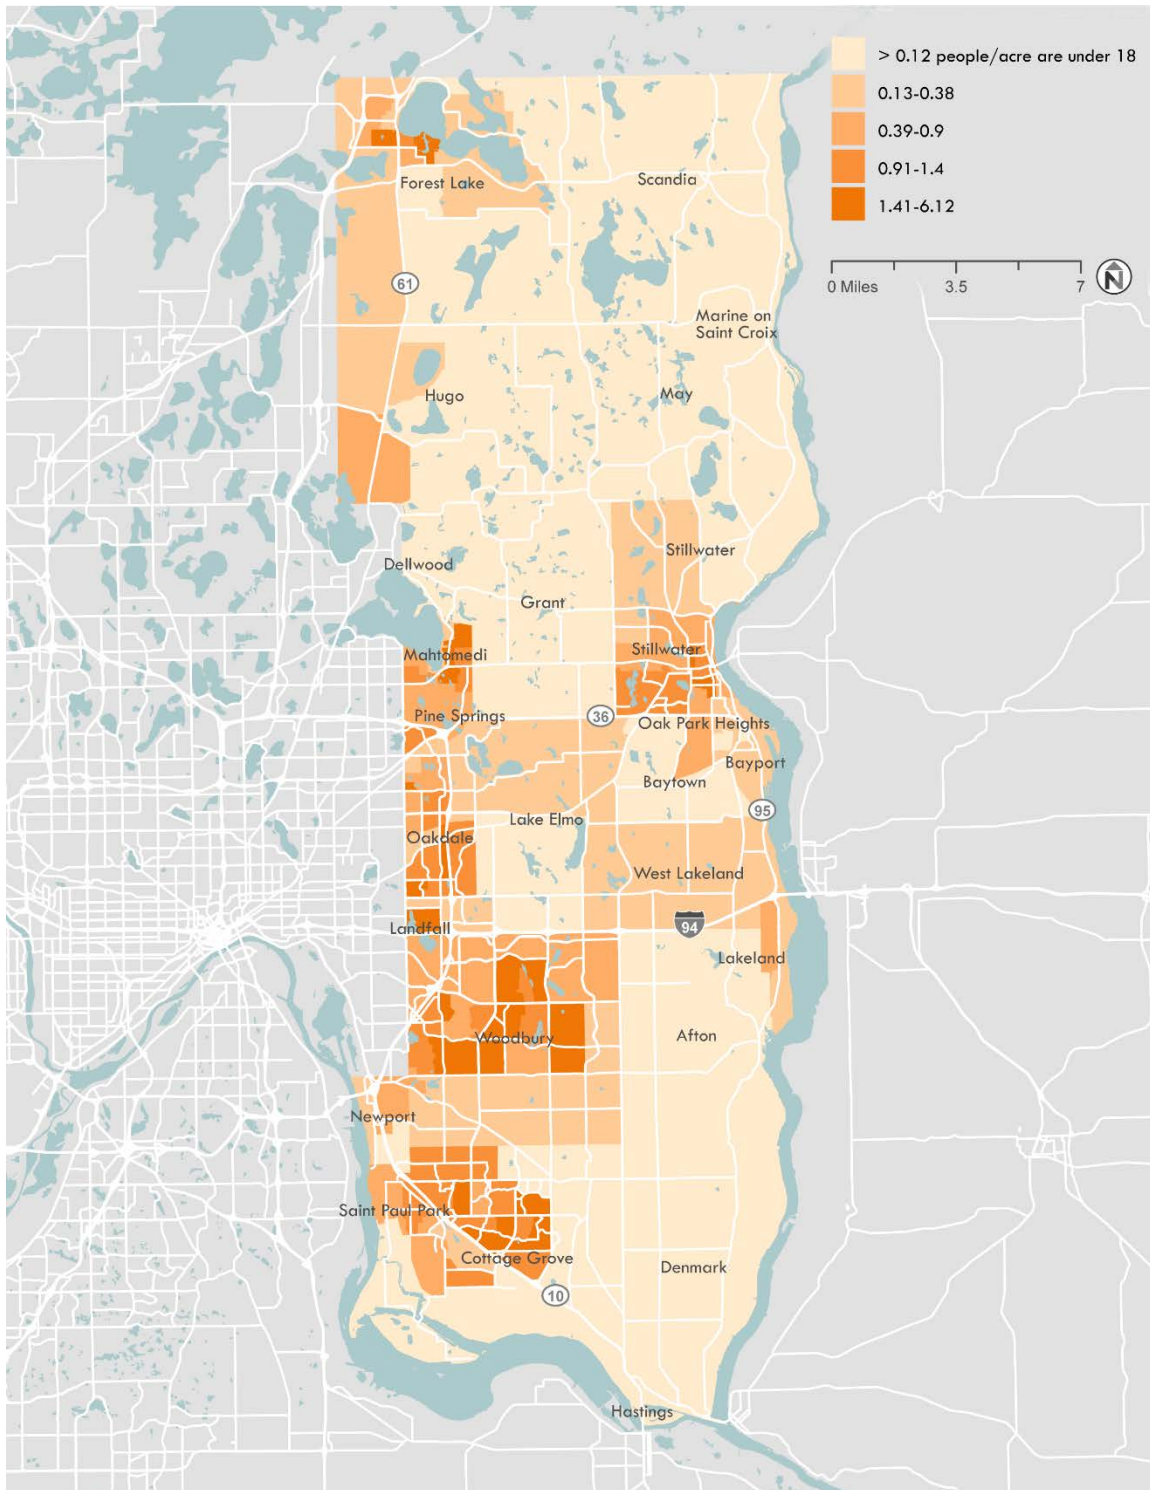 > 0.12 people/acre are under 18
0.13-0.38
0.39-0.9
0.91-1.4
1.41-6.12
0 Miles
3.5
7
N
Forest Lake
Scandia
61
Marine on
Saint Croix
Hugo
May
Stillwater
Dellwood
Grant
Stillwater
Mahtomedi
Pine Springs
36
Oak Park Heights
Bayport
Baytown
95
Lake Elmo
Oakdale
West Lakeland
Landfall
94
Lakeland
Woodbury
Afton
Newport
Saint Paul Park
Cottage Grove
Denmark
10
Hastings